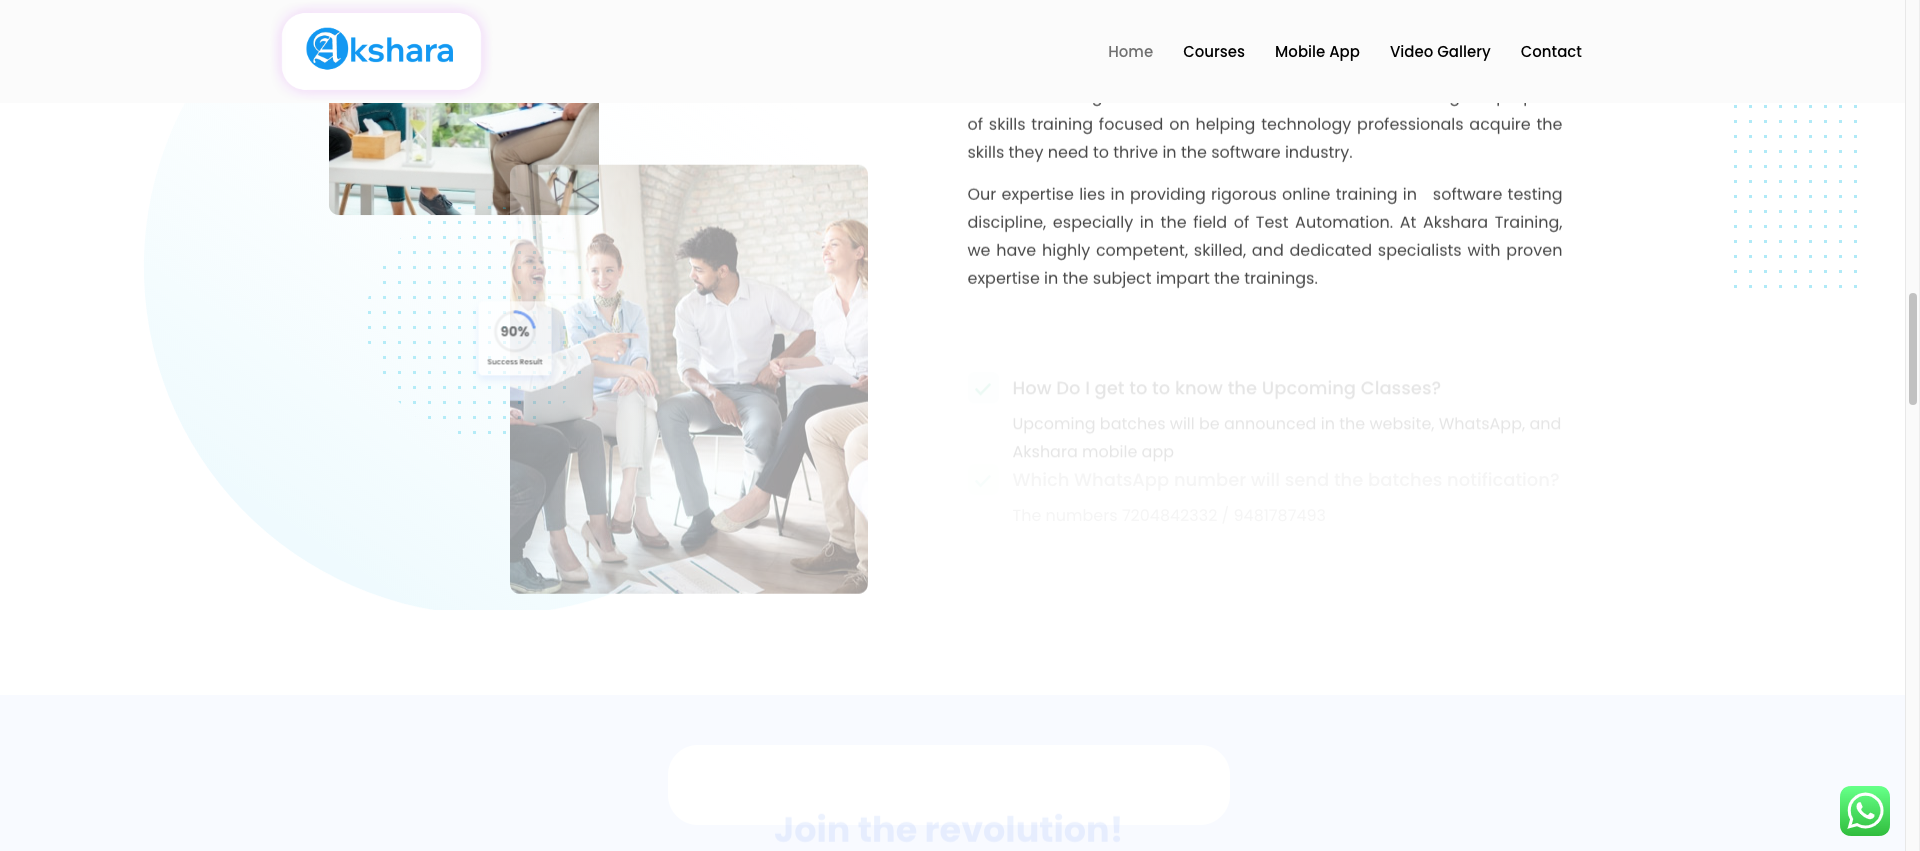 Akshara
Home
Courses
Mobile App
Video Gallery
Contact
of skills training focused on helping technology professionals acquire the
skills they need to thrive in the software industry.
Our expertise lies in providing rigorous online training in software testing
discipline, especially in the field of Test Automation. At Akshara Training,
we have highly competent, skilled, and dedicated specialists with proven
expertise in the subject impart the trainings.
90%
Success Result
How Do I get to to know the Upcoming Classes?
Upcoming batches will be announced in the website, WhatsApp, and
Akshara mobile app
Which WhatsApp number will send the batches notification?
The numbers 7204842332 / 9481787493
Join the revolution!